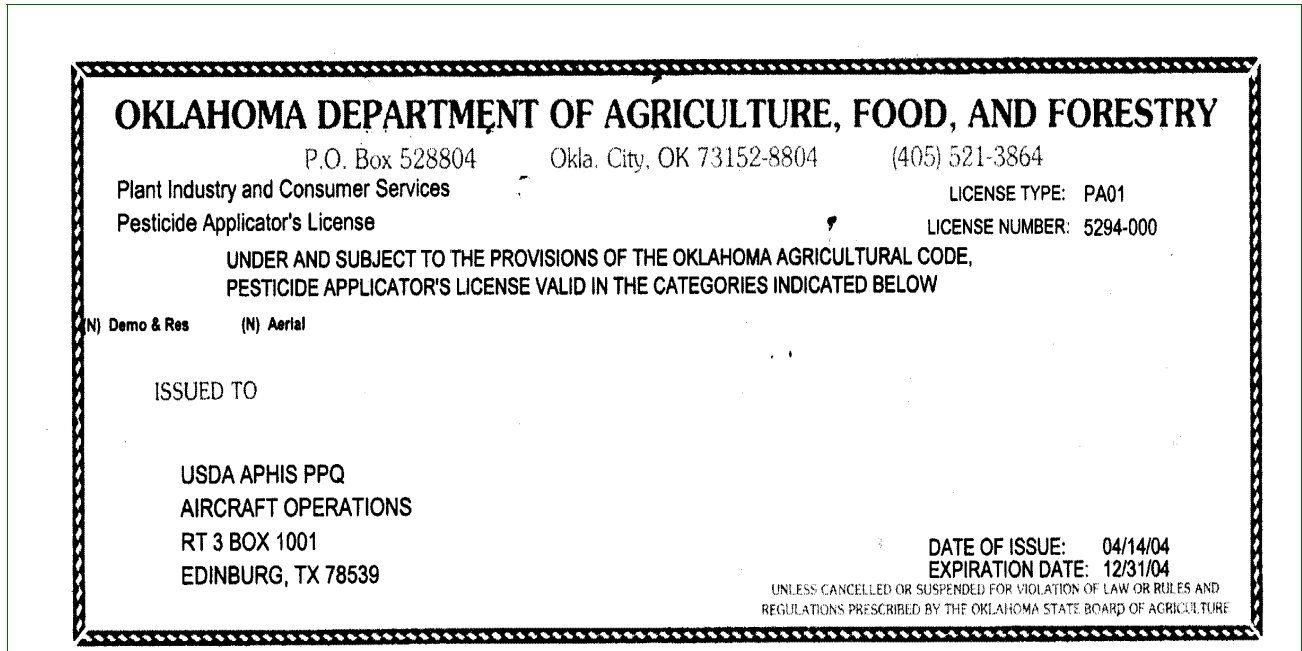 OKLAHOMA DEPARTMENT OF AGRICULTURE, FOOD, AND FORESTRY
P.O. Box 528804 Okla. City, OK 73152-8804 (405) 521-3864
Plant Industry and Consumer Services LICENSE TYPE: PA01
Pesticide Applicator's License LICENSE NUMBER: 5294-000
UNDER AND SUBJECT TO THE PROVISIONS OF THE OKLAHOMA AGRICULTURAL CODE,
PESTICIDE APPLICATOR'S LICENSE VALID IN THE CATEGORIES INDICATED BELOW
(N) Demo & Res (N) Aerial
ISSUED TO
USDA APHIS PPQ
AIRCRAFT OPERATIONS
RT 3 BOX 1001
EDINBURG, TX 78539
DATE OF ISSUE: 04/14/04
EXPIRATION DATE: 12/31/04
UNLESS CANCELLED OR SUSPENDED FOR VIOLATION OF LAW OR RULES AND
REGULATIONS PRESCRIBED BY THE OKLAHOMA STATE BOARD OF AGRICULTURE